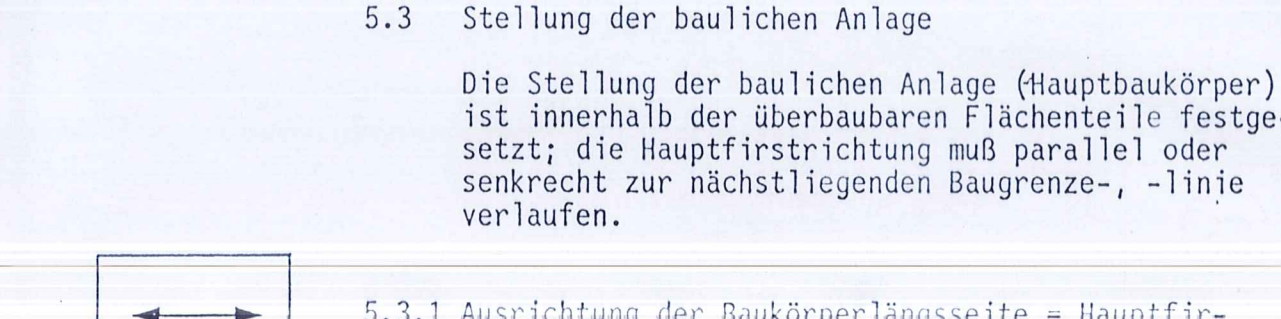 5.3 Stellung der baulichen Anlage
Die Stellung der baulichen Anlage (Hauptbaukörper)
ist innerhalb der überbaubaren Flächenteile festge-
setzt; die Hauptfirstrichtung muß parallel oder
senkrecht zur nächstliegenden Baugrenze-, -linie
verlaufen.
5.3.1 Ausrichtung der Baukörperlängsseite = Hauptfir-